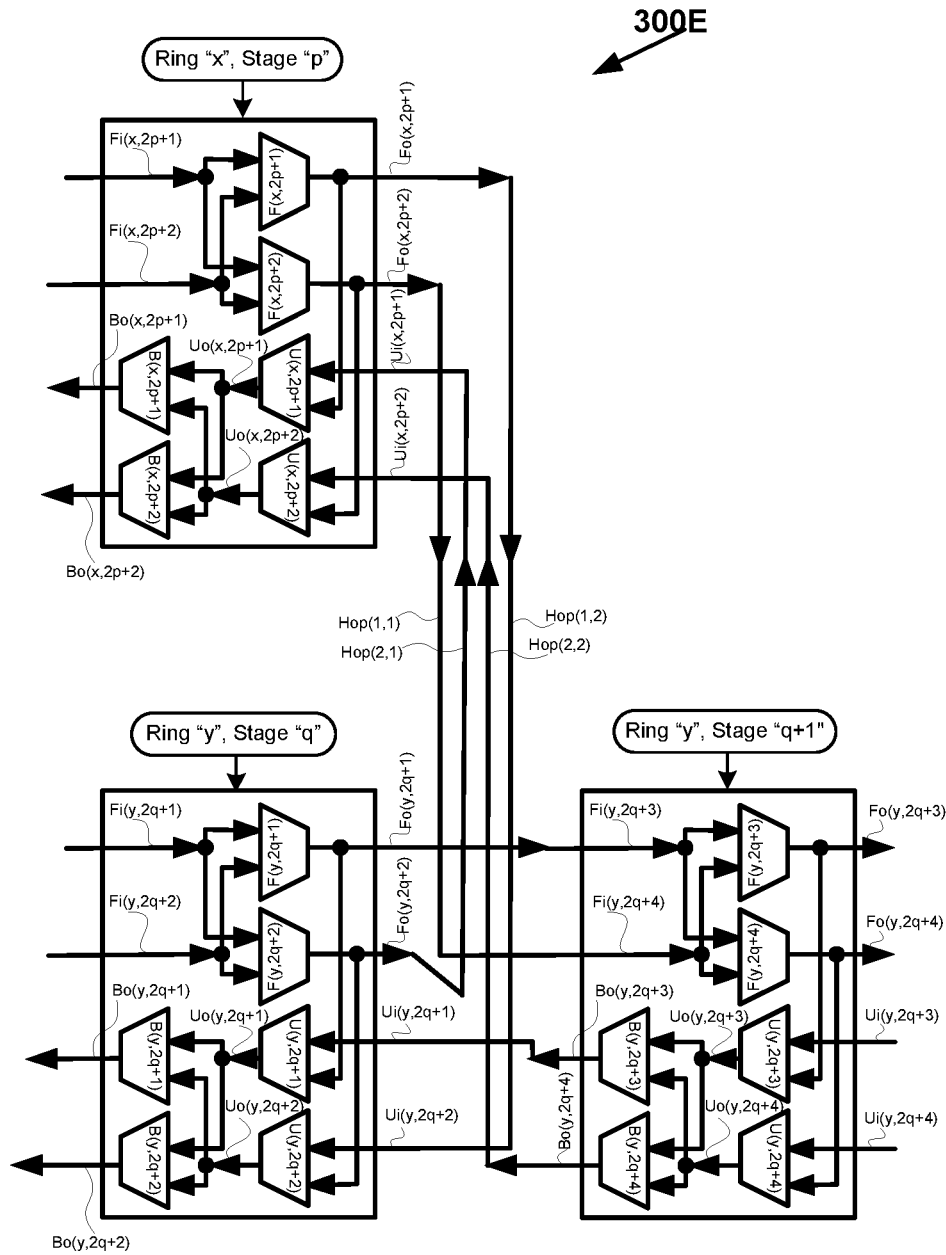 300E
Ring “x”, Stage “p”
Fi(x,2p+1)
F(x,2p+1)
Fo(x,2p+1)
Fi(x,2p+2)
F(x,2p+2)
Fo(x,2p+2)
Bo(x,2p+1)
Uo(x,2p+1)
Ui(x,2p+1)
B(x,2p+1)
U(x,2p+1)
Uo(x,2p+2)
Ui(x,2p+2)
B(x,2p+2)
U(x,2p+2)
Bo(x,2p+2)
Hop(1,1)
Hop(1,2)
Hop(2,1)
Hop(2,2)
Ring “y”, Stage “q”
Ring “y”, Stage “q+1"
Fi(y,2q+1)
F(y,2q+1)
Fo(y,2q+1)
Fi(y,2q+3)
F(y,2q+3)
Fo(y,2q+3)
Fi(y,2q+2)
F(y,2q+2)
Fo(y,2q+2)
Fi(y,2q+4)
F(y,2q+4)
Fo(y,2q+4)
Bo(y,2q+1)
Uo(y,2q+1)
Ui(y,2q+1)
Bo(y,2q+3)
Uo(y,2q+3)
Ui(y,2q+3)
B(y,2q+1)
U(y,2q+1)
B(y,2q+3)
U(y,2q+3)
Uo(y,2q+2)
Ui(y,2q+2)
Bo(y,2q+4)
Uo(y,2q+4)
Ui(y,2q+4)
B(y,2q+2)
U(y,2q+2)
B(y,2q+4)
U(y,2q+4)
Bo(y,2q+2)